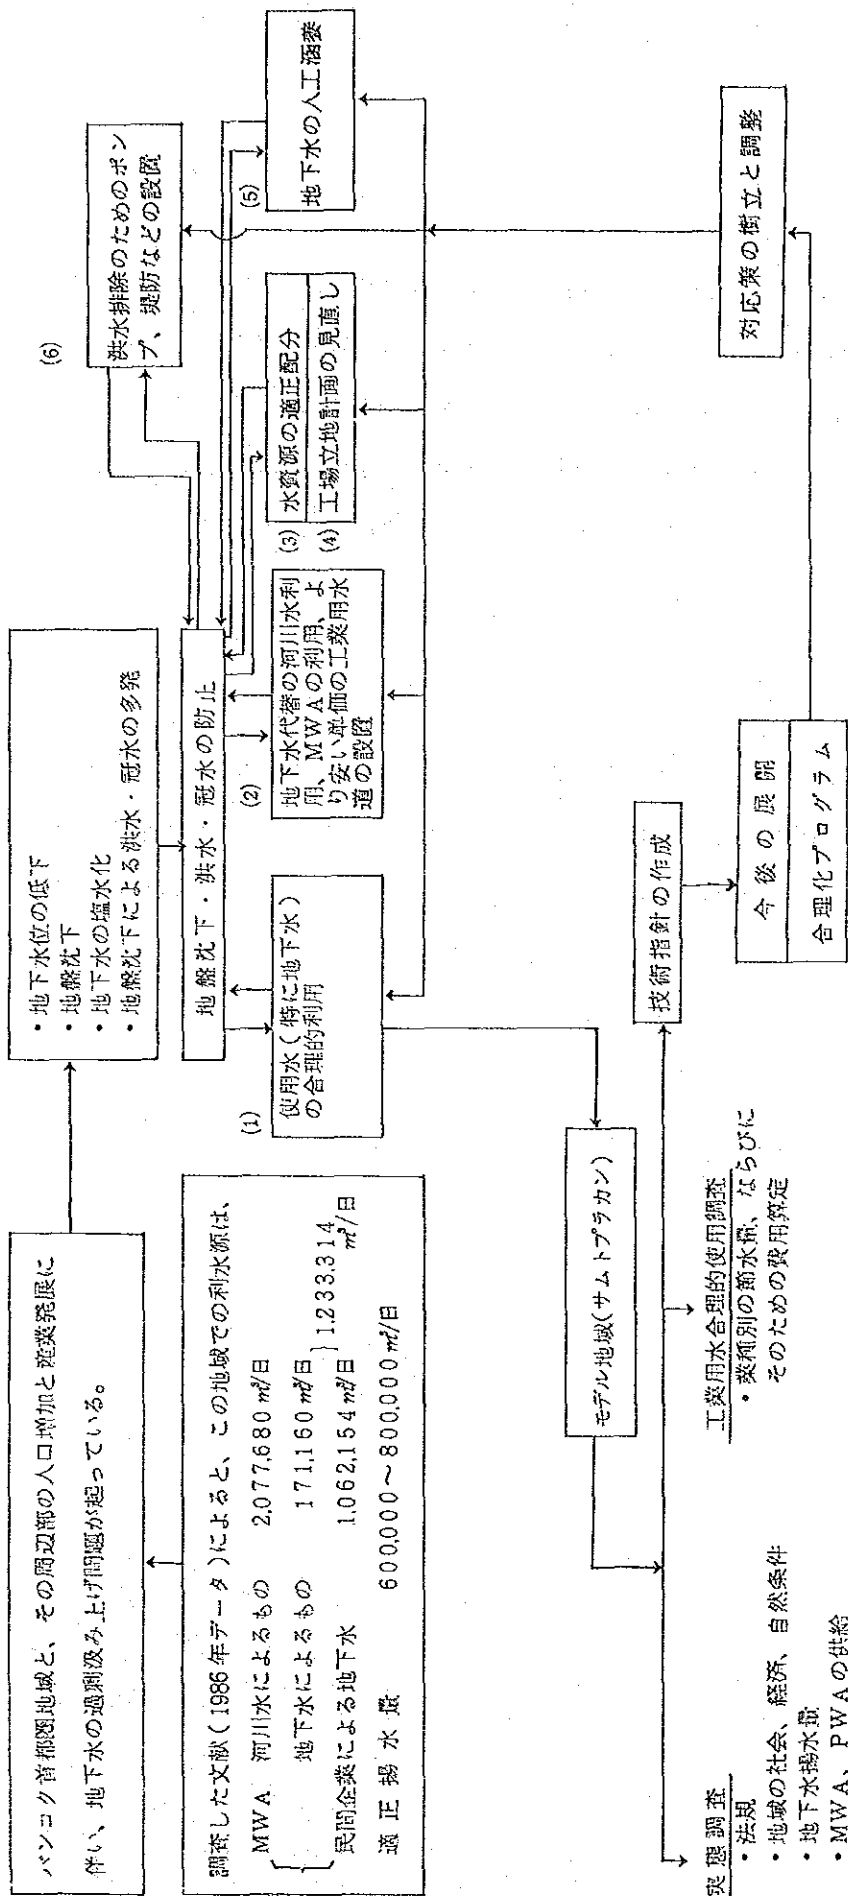 バンコク首都圏地域と、その周辺部の人口増加と産業発展に
伴い、地下水の過剰汲み上げ問題が起っている。
調査した文献(1986年データ)によると、この地域での利水源は、
MWA 河川水によるもの 2,077,680 m³/日
地下水によるもの 171,160 m³/日
民間企業による地下水 1,062,154 m³/日
} 1,233,314
m³/日
適正揚水量 600,000～800,000 m³/日
・地下水位の低下
・地盤沈下
・地下水の塩水化
・地盤沈下による洪水・冠水の多発
地盤沈下・洪水・冠水の防止
(1)
使用水(特に地下水)
の合理的利用
(2)
地下水代替の河川水利
用、MWAの利用、よ
り安い単価の工業用水
道の設置
(3) 水資源の適正配分
(4) 工場立地計画の見直し
(5)
地下水の人工涵養
(6)
洪水排除のためのポン
プ、堤防などの設置
モデル地域(サムトプラカン)
実態調査
・法規
・地域の社会、経済、自然条件
・地下水揚水量
・MWA、PWAの供給
工業用水合理的使用調査
・業種別の節水量、ならびに
そのための費用算定
技術指針の作成
今後の展開
合理化プログラム
対応策の樹立と調整